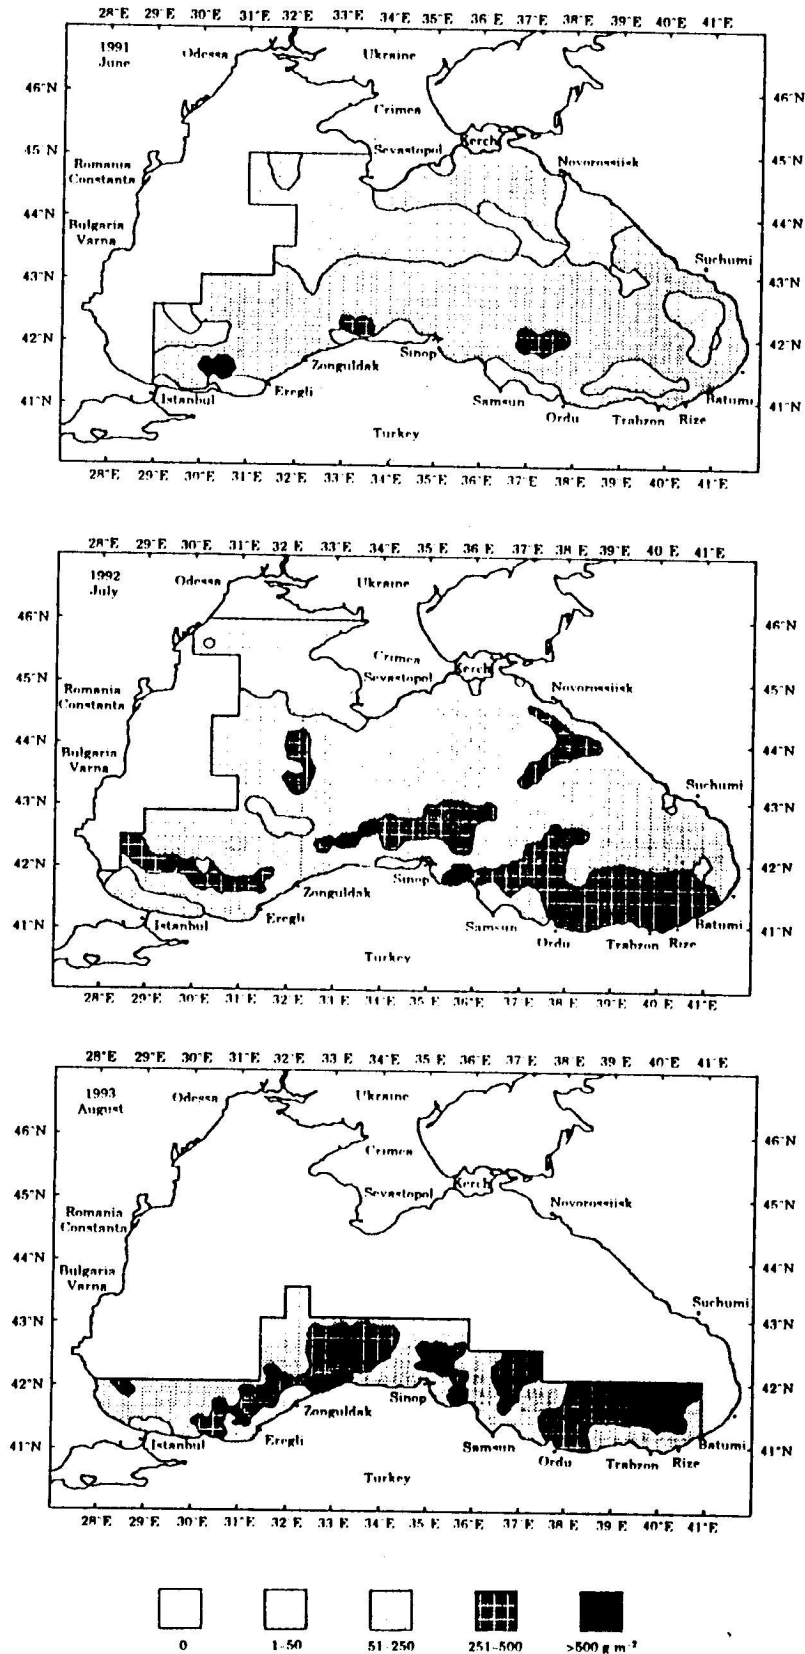 28°E 29°E 30°E 31°E 32°E 33°E 34°E 35°E 36°E 37°E 38°E 39°E 40°E 41°E
1991
June
Odessa
Ukraine
46°N
46°N
Crimea
Sevastopol
Kerch
45°N
45°N
Romania
Constanta
Novorossiisk
44°N
44°N
Bulgaria
Varna
Suchumi
43°N
43°N
42°N
42°N
Sinop
Zonguldak
Eregli
Istanbul
Samsun
Batumi
41°N
41°N
Ordu
Trabzon
Rize
Turkey
28°E 29°E 30°E 31°E 32°E 33°E 34°E 35°E 36°E 37°E 38°E 39°E 40°E 41°E
28°E 29°E 30°E 31°E 32°E 33°E 34°E 35°E 36°E 37°E 38°E 39°E 40°E 41°E
1992
July
Odessa
Ukraine
46°N
46°N
Crimea
Sevastopol
Kerch
45°N
45°N
Romania
Constanta
Novorossiisk
44°N
44°N
Bulgaria
Varna
Suchumi
43°N
43°N
42°N
42°N
Sinop
Zonguldak
Eregli
Istanbul
Samsun
Batumi
41°N
41°N
Ordu
Trabzon
Rize
Turkey
28°E 29°E 30°E 31°E 32°E 33°E 34°E 35°E 36°E 37°E 38°E 39°E 40°E 41°E
28°E 29°E 30°E 31°E 32°E 33°E 34°E 35°E 36°E 37°E 38°E 39°E 40°E 41°E
1993
August
Odessa
Ukraine
46°N
46°N
Crimea
Sevastopol
Kerch
45°N
45°N
Romania
Constanta
Novorossiisk
44°N
44°N
Bulgaria
Varna
Suchumi
43°N
43°N
42°N
42°N
Sinop
Zonguldak
Eregli
Istanbul
Samsun
Batumi
41°N
41°N
Ordu
Trabzon
Rize
Turkey
28°E 29°E 30°E 31°E 32°E 33°E 34°E 35°E 36°E 37°E 38°E 39°E 40°E 41°E
0 1-50 51-250 251-500 >500 g m⁻²